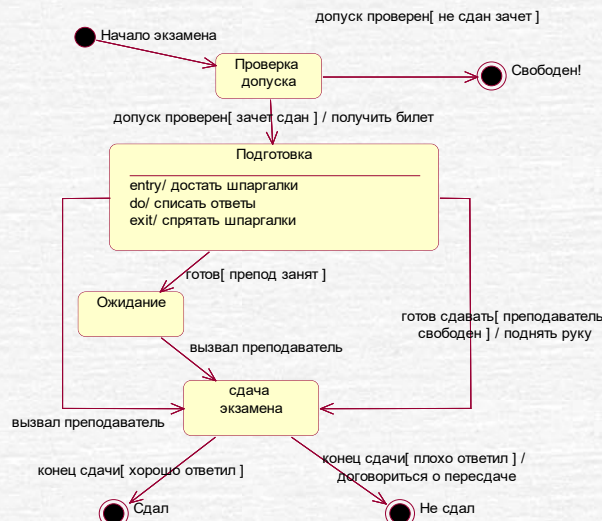 допуск проверен[ не сдан зачет ]
Начало экзамена
Проверка
допуска
Свободен!
допуск проверен[ зачет сдан ] / получить билет
Подготовка
entry/ достать шпаргалки
do/ списать ответы
exit/ спрятать шпаргалки
готов[ препод занят ]
Ожидание
готов сдавать[ преподаватель
свободен ] / поднять руку
вызвал преподаватель
сдача
экзамена
вызвал преподаватель
конец сдачи[ хорошо ответил ]
конец сдачи[ плохо ответил ] /
договориться о пересдаче
Сдал
Не сдал